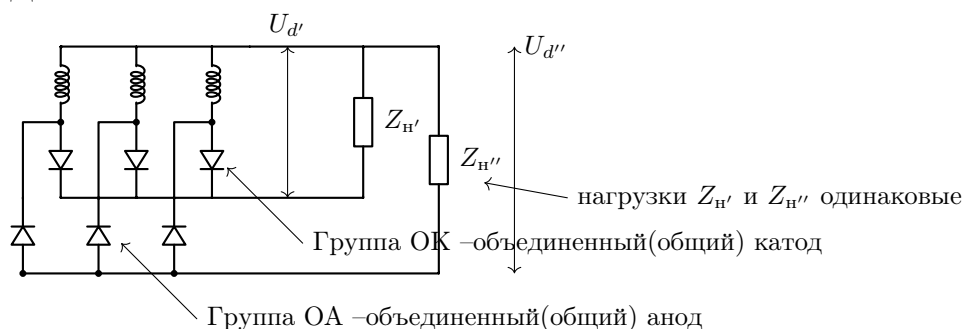 U_{d′}
U_{d″}
Z_{н′}
Z_{н″}
нагрузки Z_{н′} и Z_{н″} одинаковые
Группа ОК –объединенный(общий) катод
Группа ОА –объединенный(общий) анод